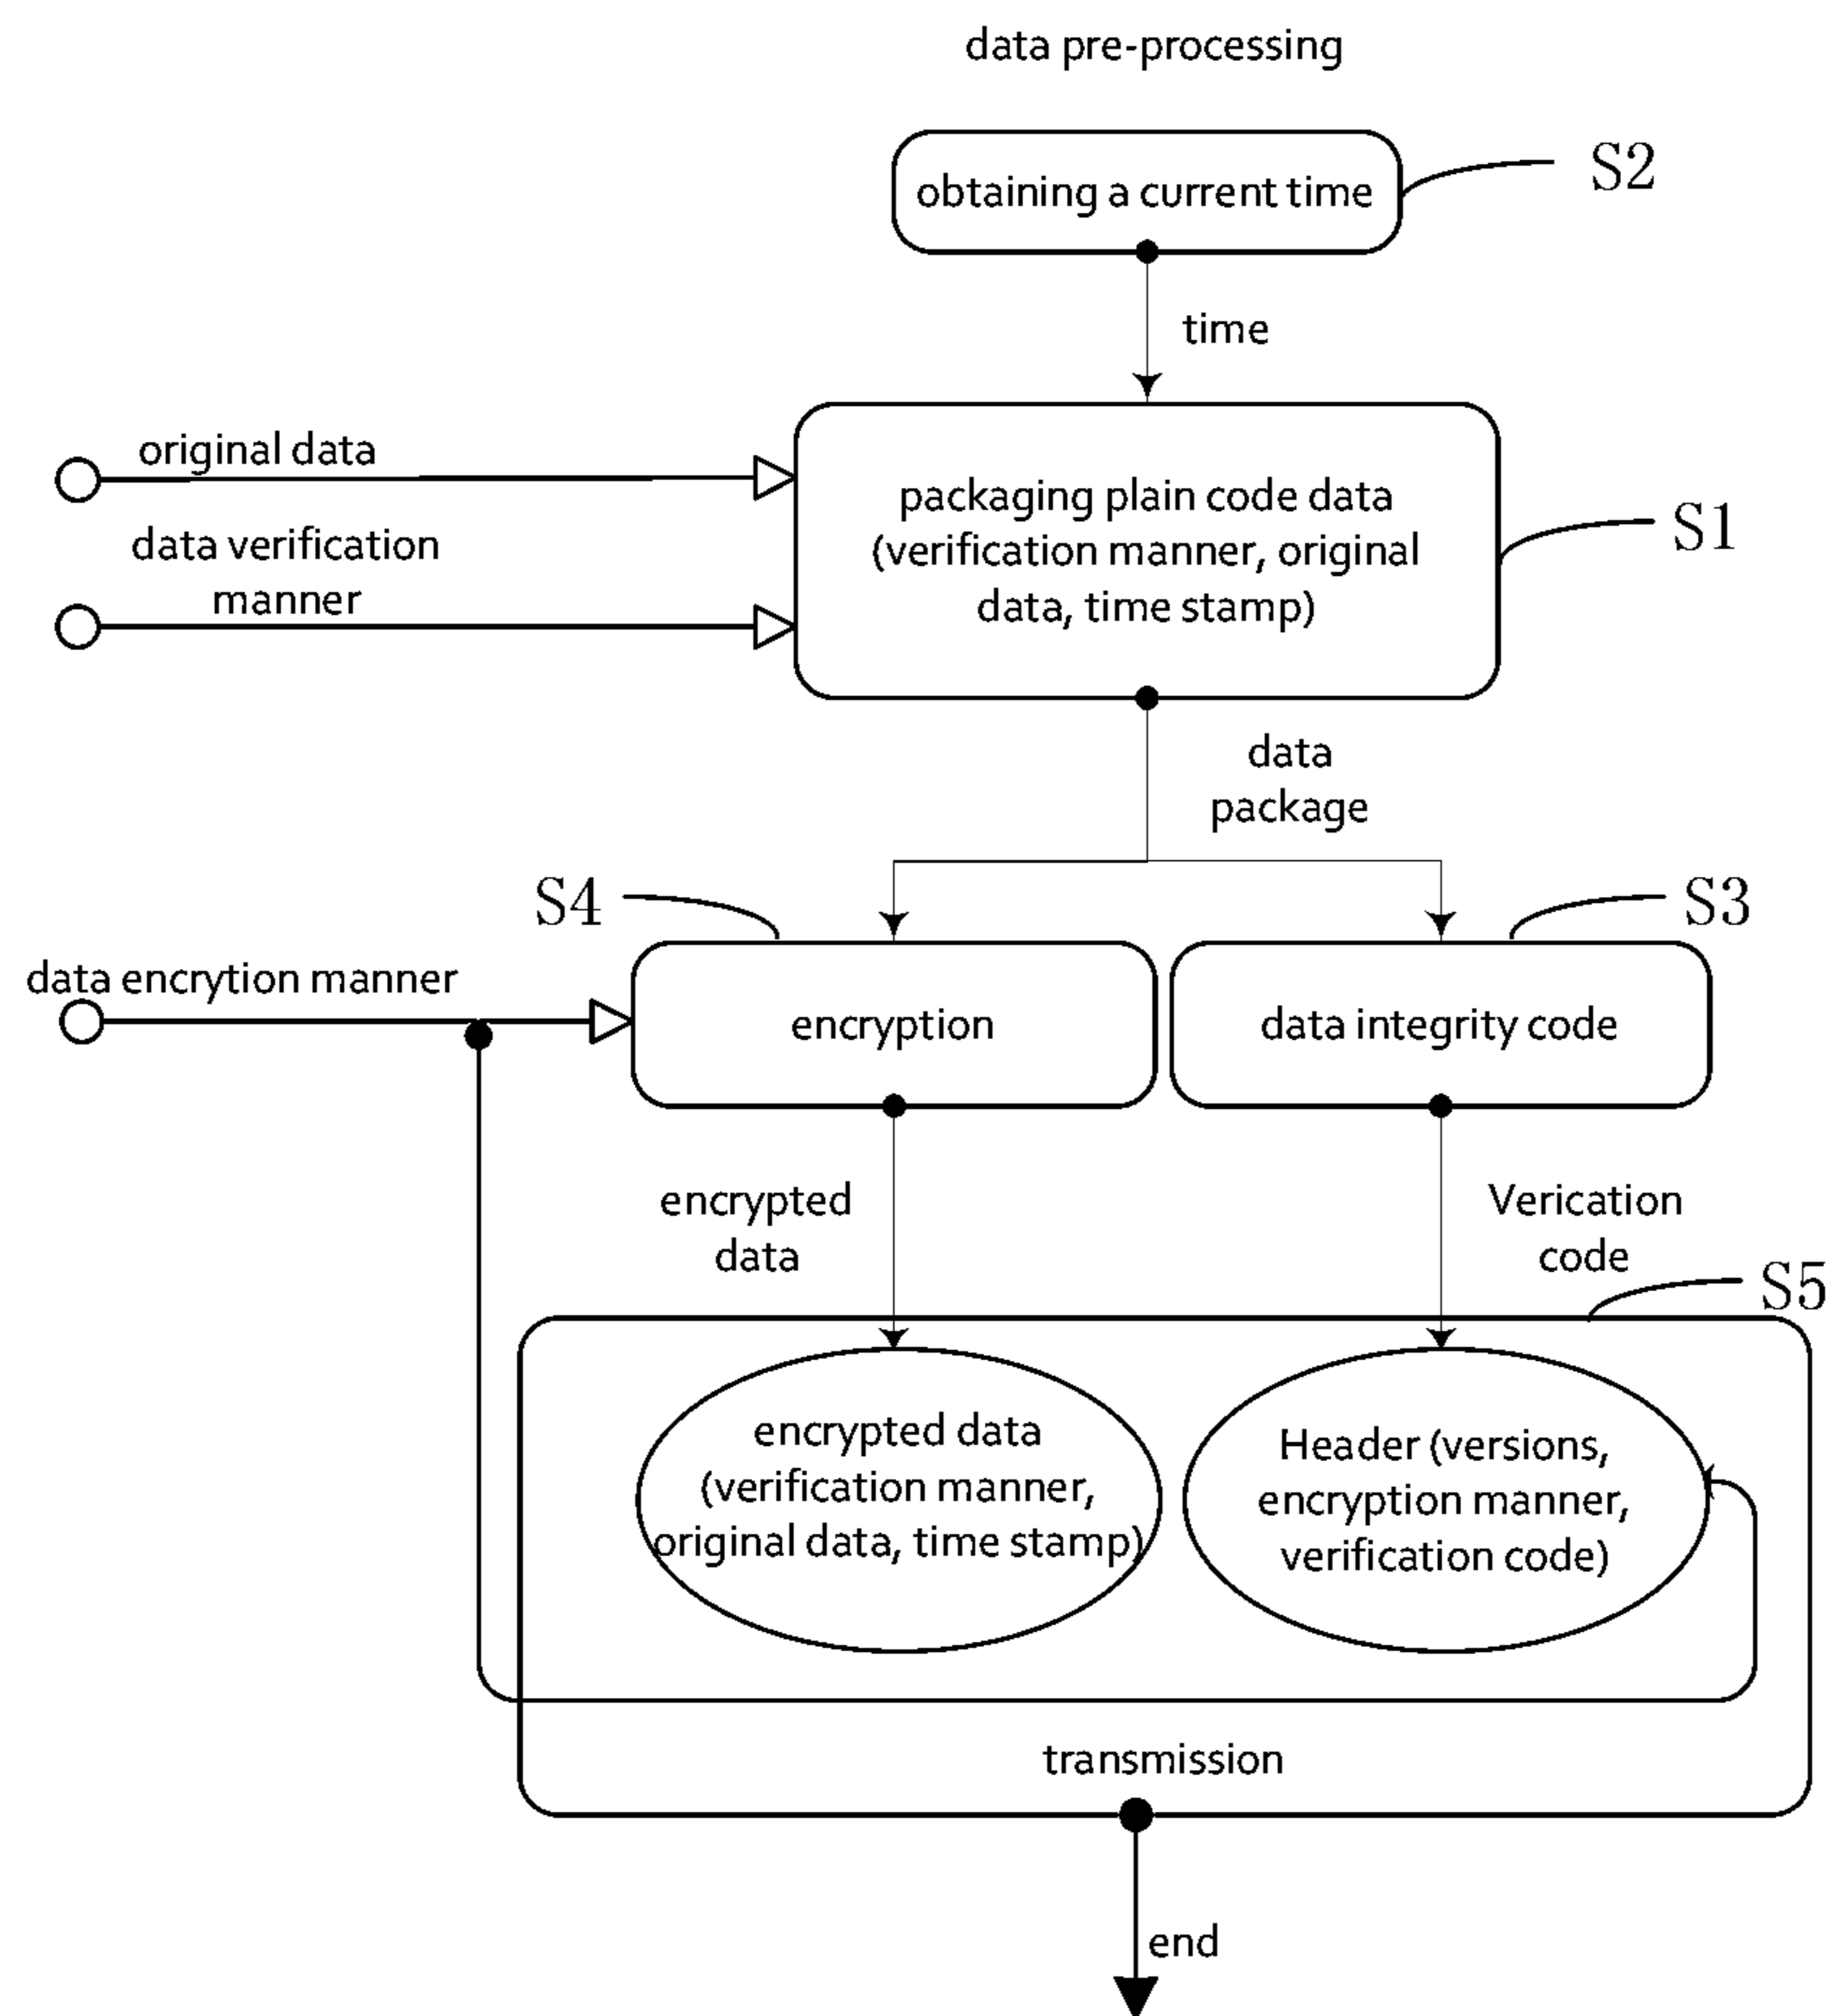 data pre-processing
obtaining a current time
S2
time
original data
data verification
manner
packaging plain code data
(verification manner, original
data, time stamp)
S1
data
package
S4
S3
data encrytion manner
encryption
data integrity code
encrypted
data
Verication
code
S5
encrypted data
(verification manner,
original data, time stamp)
Header (versions,
encryption manner,
verification code)
transmission
end